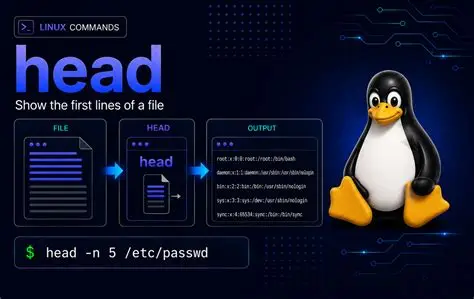 LINUX COMMANDS
head
Show the first lines of a file
FILE
HEAD
OUTPUT
head
root:x:0:0:root:/root:/bin/bash
daemon:x:1:1:daemon:/usr/sbin:/usr/sbin/nologin
bin:x:2:2:bin:/bin:/usr/sbin/nologin
sys:x:3:3:sys:/dev:/usr/sbin/nologin
sync:x:4:65534:sync:/bin:/bin/sync
$ head -n 5 /etc/passwd